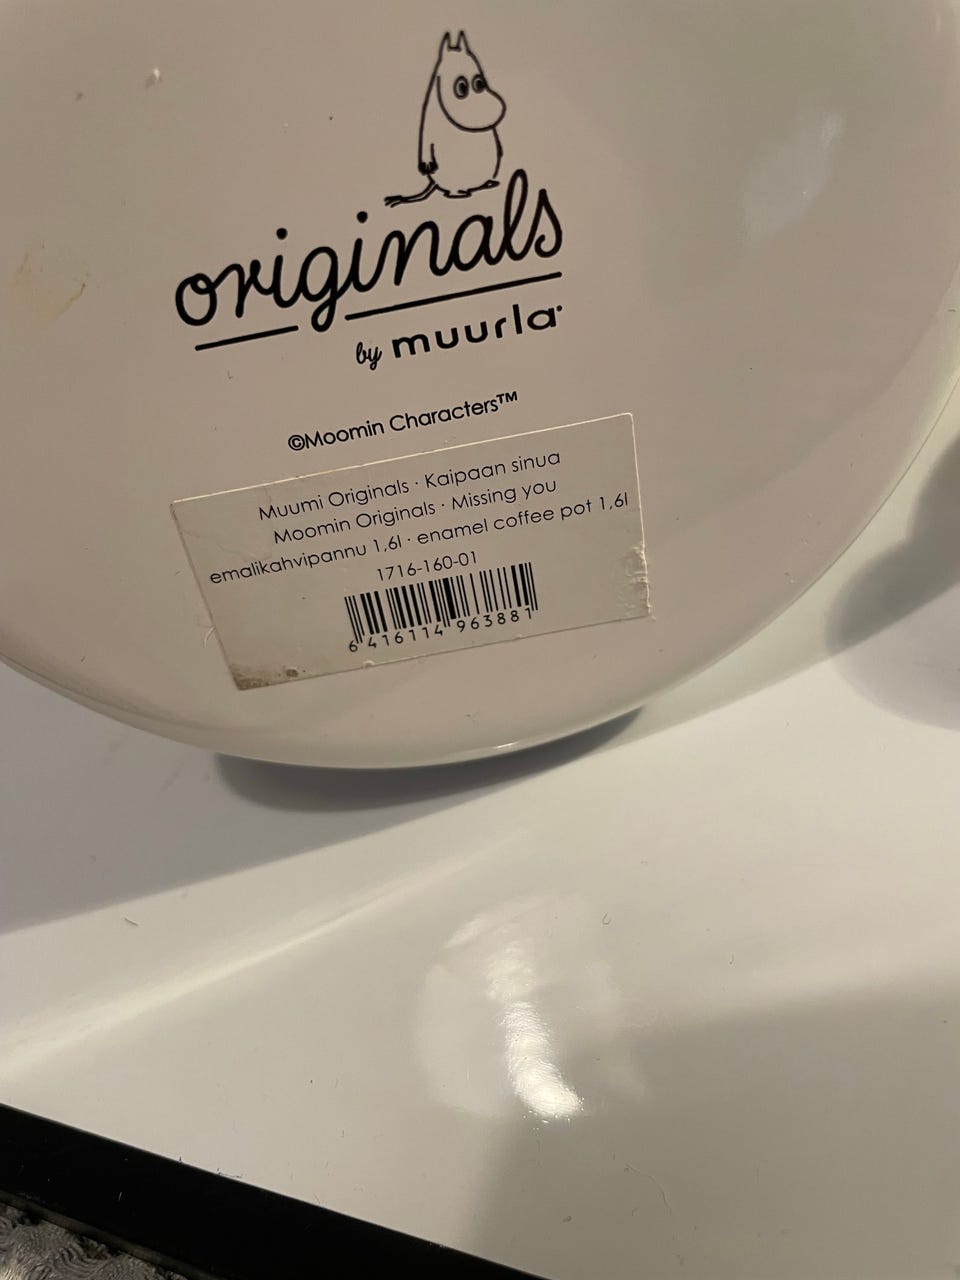 originals
by muurla
©Moomin Characters™
Muumi Originals · Kaipaan sinua
Moomin Originals · Missing you
emalikahvipannu 1,6l · enamel coffee pot 1,6l
1716-160-01
6 416114 963881